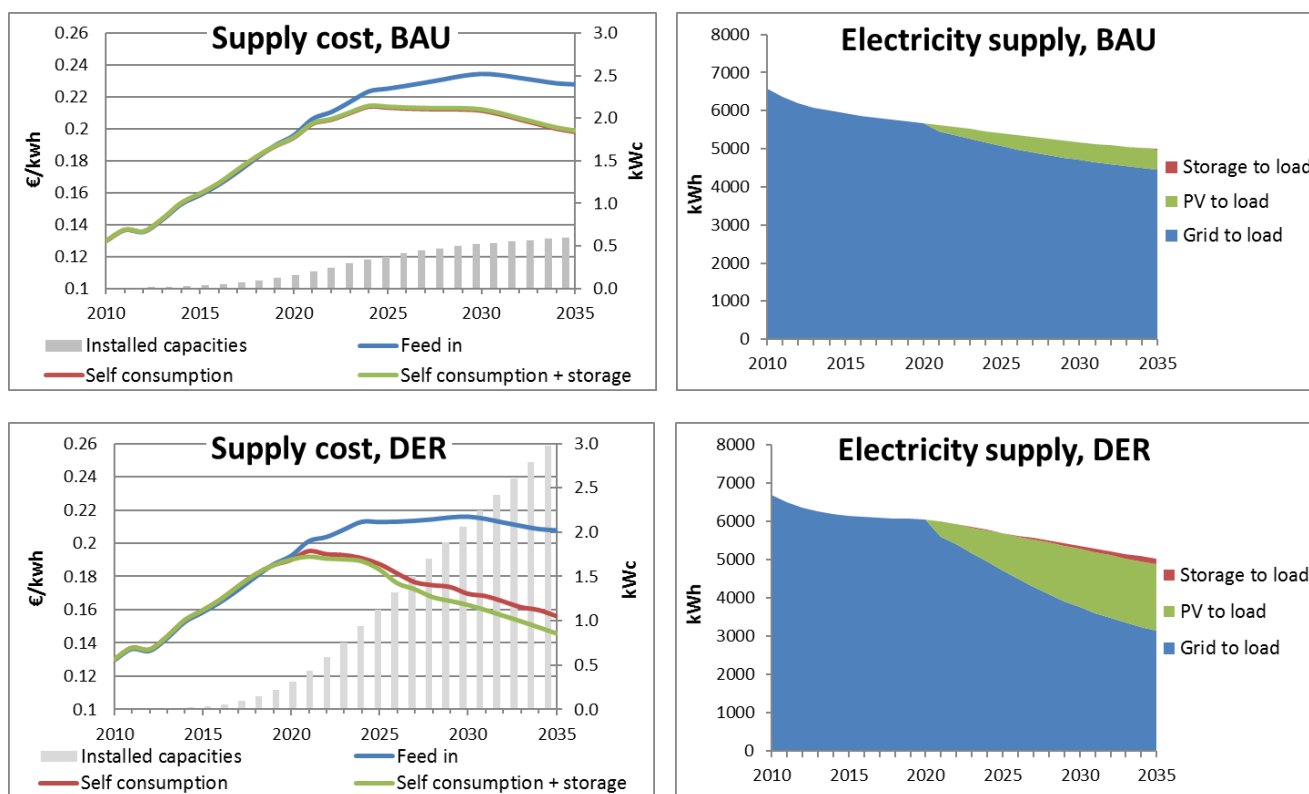 Supply cost, BAU
0.26
0.24
0.22
0.2
0.18
0.16
0.14
0.12
0.1
€/kwh
3.0
2.5
2.0
1.5
1.0
0.5
0.0
kWc
2010 2015 2020 2025 2030 2035
Installed capacities Feed in
Self consumption Self consumption + storage
Electricity supply, BAU
8000
7000
6000
5000
4000
3000
2000
1000
0
kWh
2010 2015 2020 2025 2030 2035
Storage to load
PV to load
Grid to load
Supply cost, DER
0.26
0.24
0.22
0.2
0.18
0.16
0.14
0.12
0.1
€/kwh
3.0
2.5
2.0
1.5
1.0
0.5
0.0
kWc
2010 2015 2020 2025 2030 2035
Installed capacities Feed in
Self consumption Self consumption + storage
Electricity supply, DER
8000
7000
6000
5000
4000
3000
2000
1000
0
kWh
2010 2015 2020 2025 2030 2035
Storage to load
PV to load
Grid to load